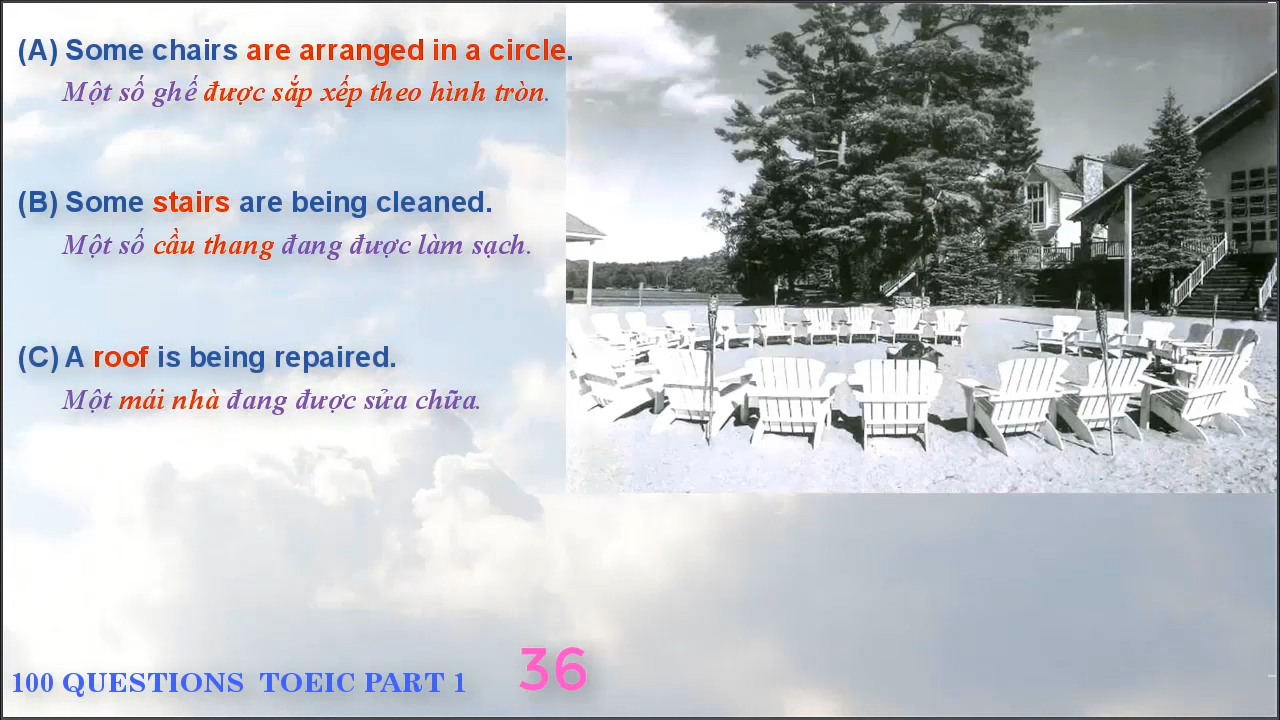 (A) Some chairs are arranged in a circle.
Một số ghế được sắp xếp theo hình tròn.
(B) Some stairs are being cleaned.
Một số cầu thang đang được làm sạch.
(C) A roof is being repaired.
Một mái nhà đang được sửa chữa.
100 QUESTIONS TOEIC PART 1
36